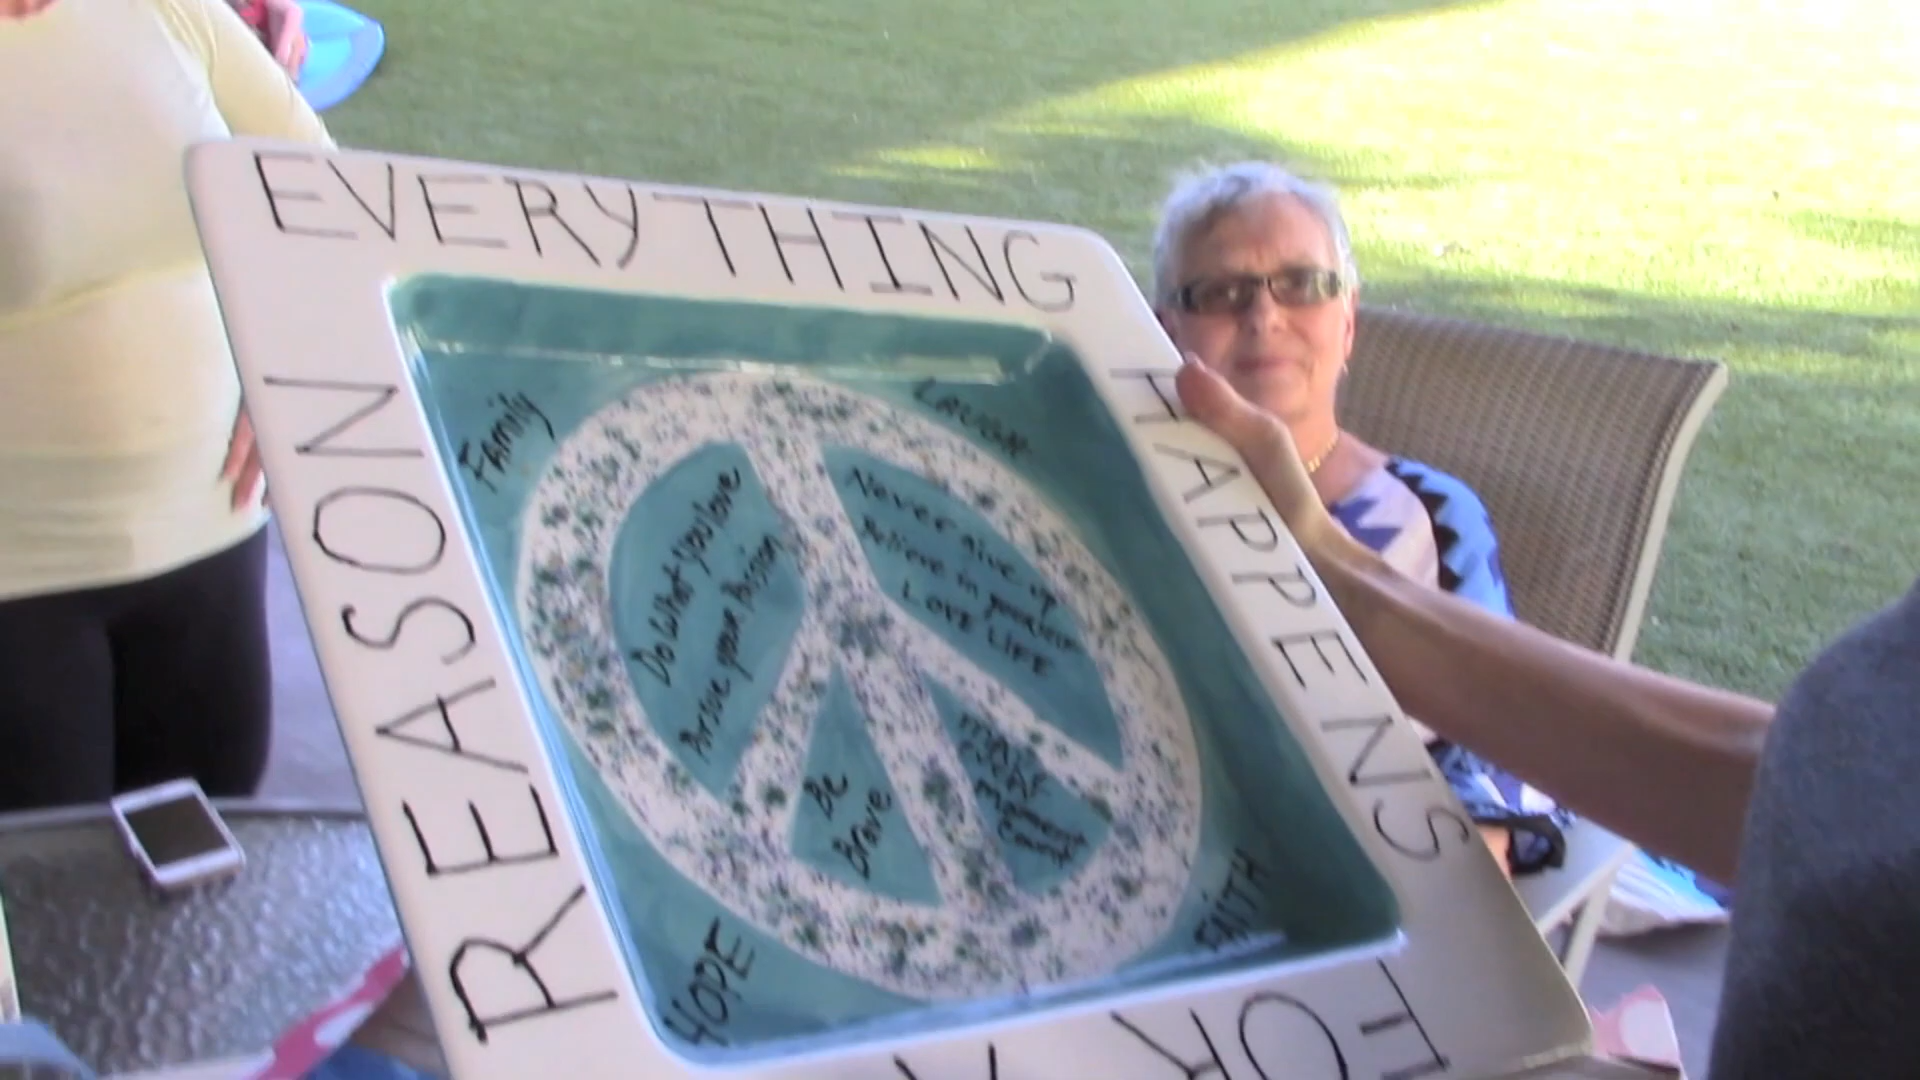 EVERYTHING
HAPPENS
FOR
REASON
Family
LAUGH
Do What you love
Pursue your Passion
Never give up
Believe in yourself
LOVE LIFE
Be
Brave
HOPE
FAITH